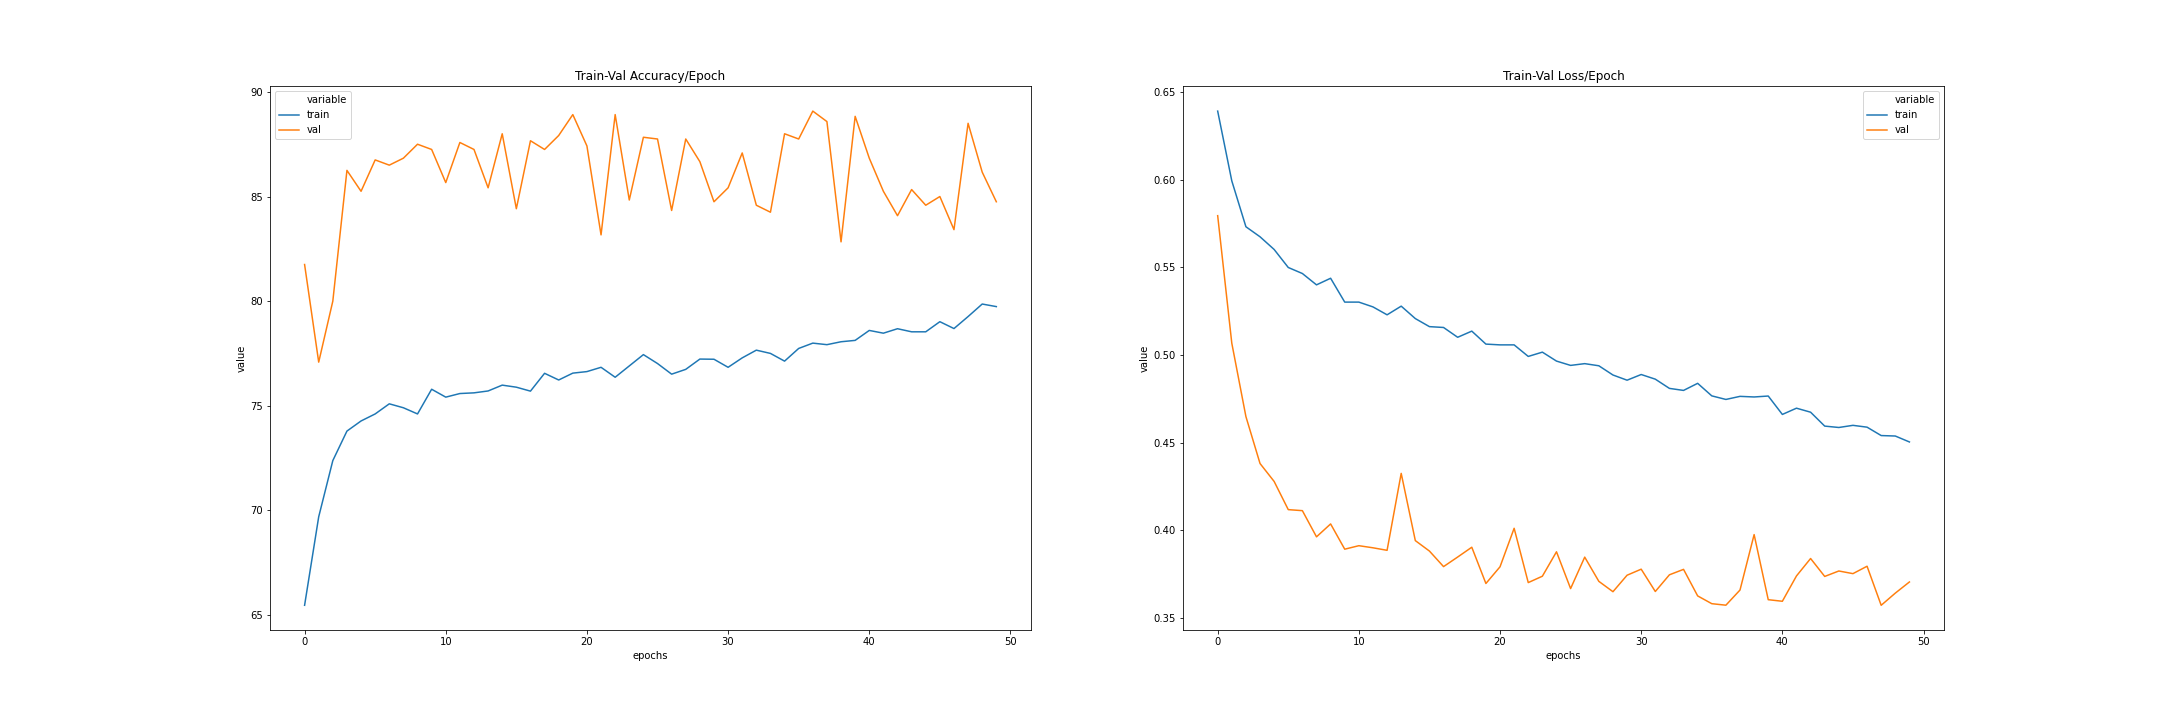 Train-Val Accuracy/Epoch
90
85
80
75
70
65
value
variable
train
val
0
10
20
30
40
50
epochs
Train-Val Loss/Epoch
0.65
0.60
0.55
0.50
0.45
0.40
0.35
value
variable
train
val
0
10
20
30
40
50
epochs